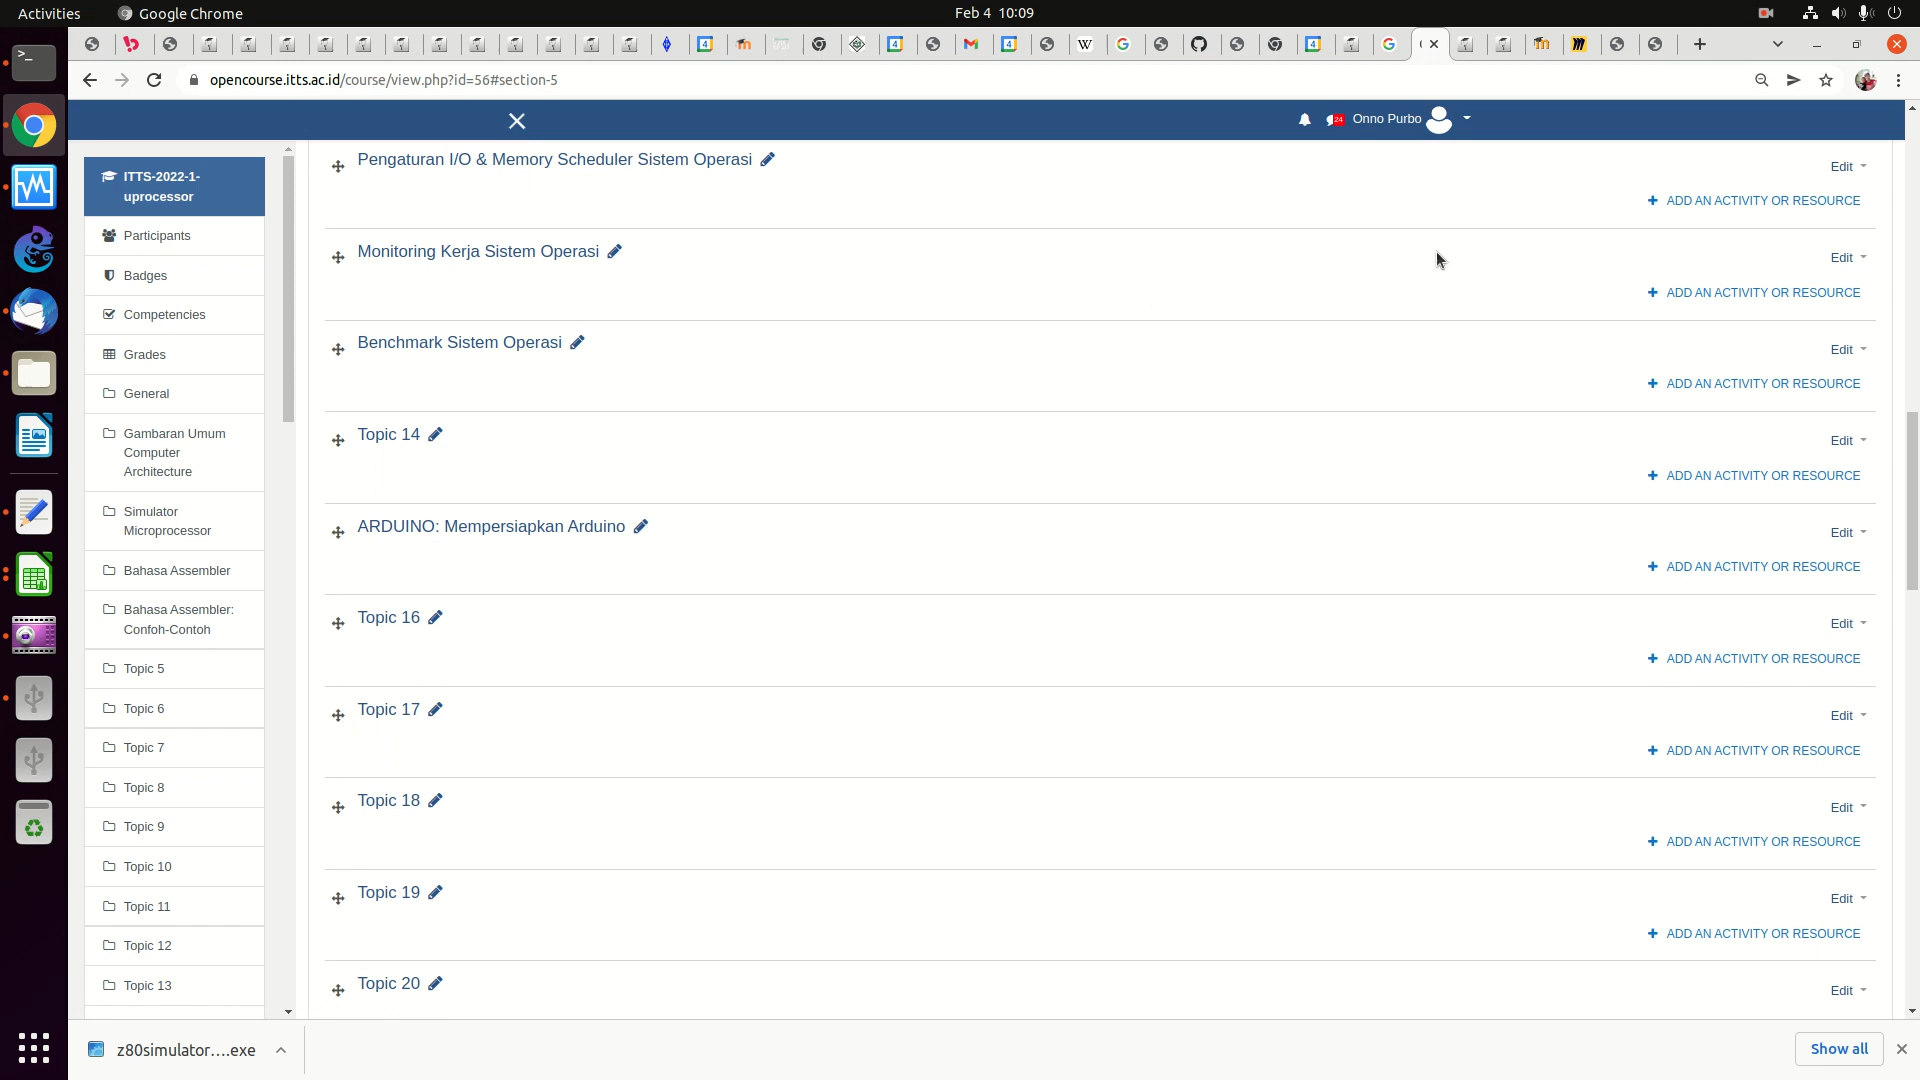 Activities
Google Chrome
Feb 4 10:09
opencourse.itts.ac.id/course/view.php?id=56#section-5
24
Onno Purbo
ITTS-2022-1-
uprocessor
Participants
Badges
Competencies
Grades
General
Gambaran Umum
Computer
Architecture
Simulator
Microprocessor
Bahasa Assembler
Bahasa Assembler:
Confoh-Contoh
Topic 5
Topic 6
Topic 7
Topic 8
Topic 9
Topic 10
Topic 11
Topic 12
Topic 13
Pengaturan I/O & Memory Scheduler Sistem Operasi
Edit
+ ADD AN ACTIVITY OR RESOURCE
Monitoring Kerja Sistem Operasi
Edit
+ ADD AN ACTIVITY OR RESOURCE
Benchmark Sistem Operasi
Edit
+ ADD AN ACTIVITY OR RESOURCE
Topic 14
Edit
+ ADD AN ACTIVITY OR RESOURCE
ARDUINO: Mempersiapkan Arduino
Edit
+ ADD AN ACTIVITY OR RESOURCE
Topic 16
Edit
+ ADD AN ACTIVITY OR RESOURCE
Topic 17
Edit
+ ADD AN ACTIVITY OR RESOURCE
Topic 18
Edit
+ ADD AN ACTIVITY OR RESOURCE
Topic 19
Edit
+ ADD AN ACTIVITY OR RESOURCE
Topic 20
Edit
z80simulator....exe
Show all